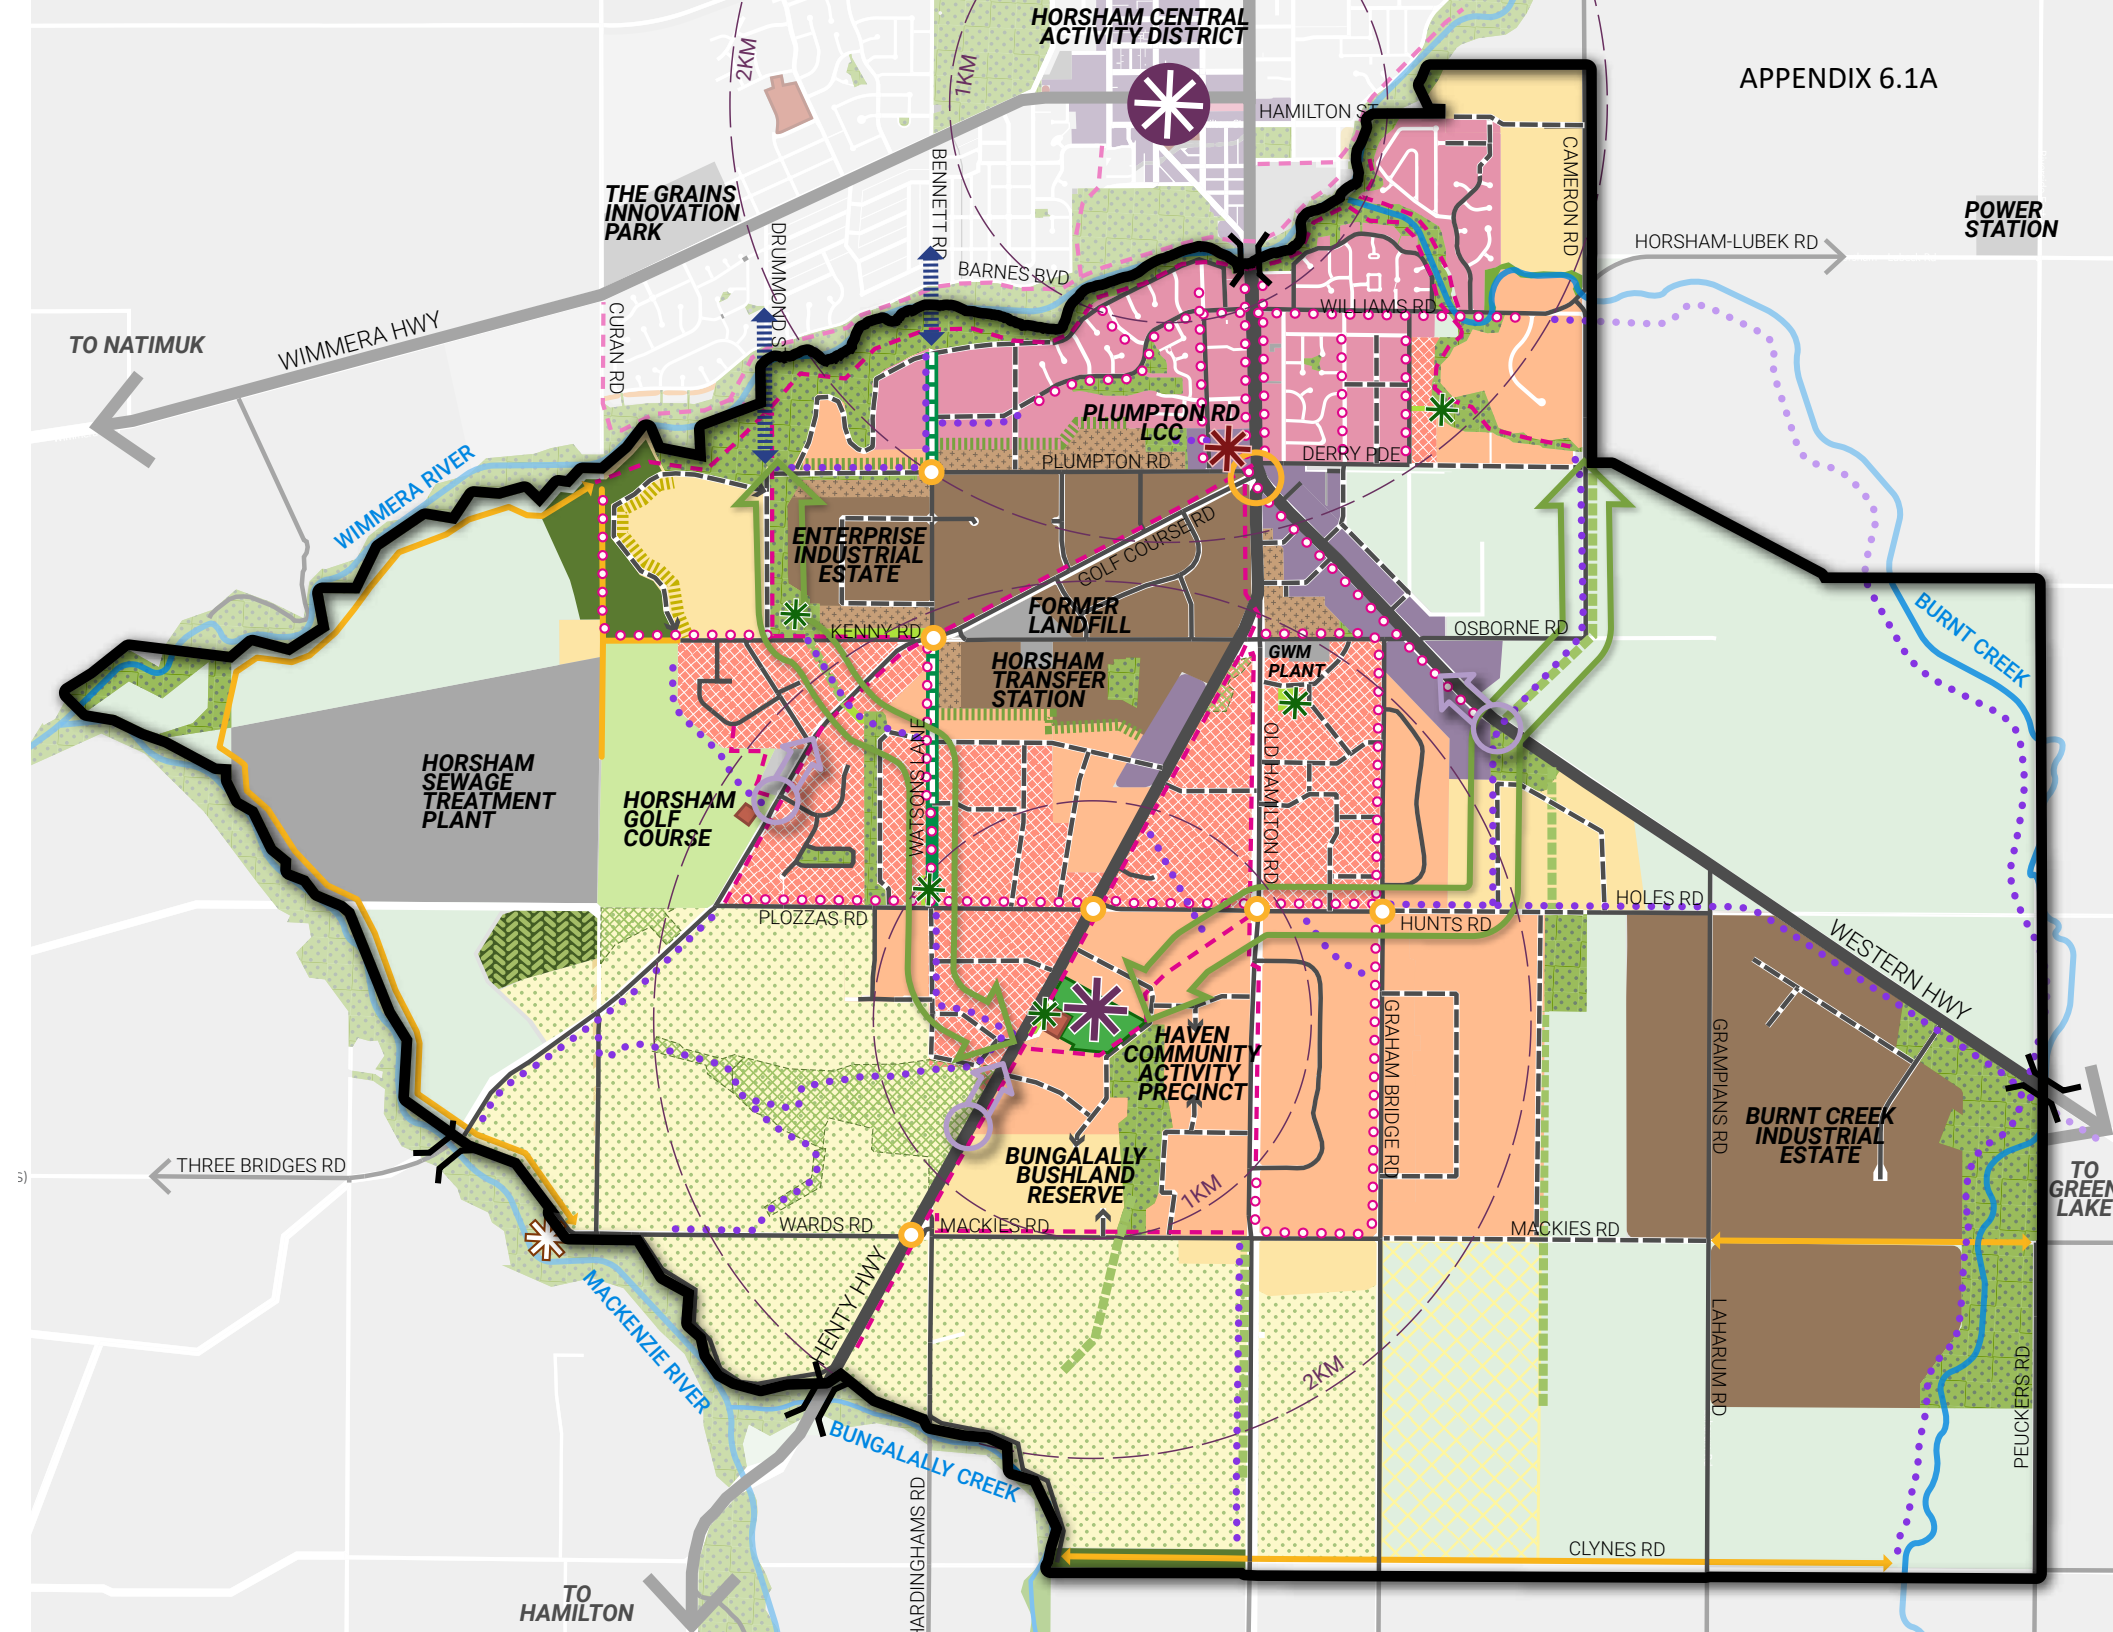 HORSHAM CENTRAL
ACTIVITY DISTRICT
APPENDIX 6.1A
2KM
1KM
HAMILTON ST
CAMERON RD
BENNETT RD
THE GRAINS
INNOVATION
PARK
POWER
STATION
HORSHAM-LUBEK RD
DRUMMOND ST
BARNES BVD
CURAN RD
WILLIAMS RD
TO NATIMUK
WIMMERA HWY
PLUMPTON RD
LCC
WIMMERA RIVER
PLUMPTON RD
DERRY PDE
ENTERPRISE
INDUSTRIAL
ESTATE
GOLF COURSE RD
FORMER
LANDFILL
KENNY RD
OSBORNE RD
BURNT CREEK
HORSHAM
TRANSFER
STATION
GWM
PLANT
WATSONS LANE
OLD HAMILTON RD
HORSHAM
SEWAGE
TREATMENT
PLANT
HORSHAM
GOLF
COURSE
PLOZZAS RD
HOLES RD
HUNTS RD
WESTERN HWY
HAVEN
COMMUNITY
ACTIVITY
PRECINCT
GRAHAM BRIDGE RD
GRAMPIANS RD
BURNT CREEK
INDUSTRIAL
ESTATE
THREE BRIDGES RD
s)
BUNGALALLY
BUSHLAND
RESERVE
1KM
TO
GREEN
LAKE
WARDS RD
MACKIES RD
MACKIES RD
MACKENZIE RIVER
HENTY HWY
LAHARUM RD
PEUCKERS RD
2KM
BUNGALALLY CREEK
HARDINGHAMS RD
CLYNES RD
TO
HAMILTON